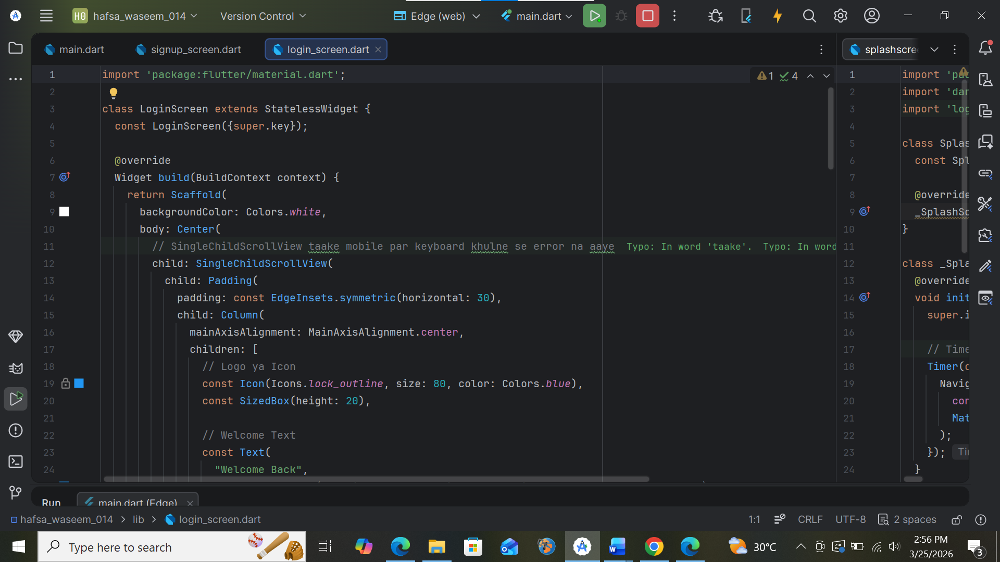 H0 hafsa_waseem_014 Version Control Edge (web) main.dart
main.dart signup_screen.dart login_screen.dart
1 import 'package:flutter/material.dart';
2
3 class LoginScreen extends StatelessWidget {
4 const LoginScreen({super.key});
5
6 @override
7 Widget build(BuildContext context) {
8 return Scaffold(
9 backgroundColor: Colors.white,
10 body: Center(
11 // SingleChildScrollView taake mobile par keyboard khulne se error na aaye Typo: In word 'taake'. Typo: In word
12 child: SingleChildScrollView(
13 child: Padding(
14 padding: const EdgeInsets.symmetric(horizontal: 30),
15 child: Column(
16 mainAxisAlignment: MainAxisAlignment.center,
17 children: [
18 // Logo ya Icon
19 const Icon(Icons.lock_outline, size: 80, color: Colors.blue),
20 const SizedBox(height: 20),
21
22 // Welcome Text
23 const Text(
24 "Welcome Back",
1 4
splashscre
1 import 'pac
2 import 'dar
3 import 'log
4
5 class Splas
6 const Spl
7
8 @override
9 _SplashSc
10 }
11
12 class _Spla
13 @override
14 void init
15 super.i
16
17 // Time
18 Timer(
19 Navig
20 con
21 Mat
22 );
23 }); Ti
24 }
Run main.dart (Edge)
hafsa_waseem_014 > lib > login_screen.dart
1:1 CRLF UTF-8 2 spaces
Type here to search
30°C
2:56 PM
3/25/2026
3